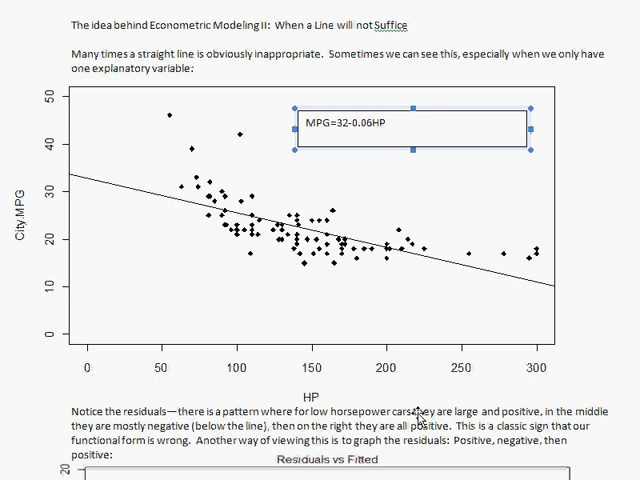 The idea behind Econometric Modeling II: When a Line will not Suffice
Many times a straight line is obviously inappropriate. Sometimes we can see this, especially when we only have
one explanatory variable:
MPG=32-0.06HP
City.MPG
50
40
30
20
10
0
0 50 100 150 200 250 300
HP
Notice the residuals—there is a pattern where for low horsepower cars they are large and positive, in the middle
they are mostly negative (below the line), then on the right they are all positive. This is a classic sign that our
functional form is wrong. Another way of viewing this is to graph the residuals: Positive, negative, then
positive:
Residuals vs Fitted
20